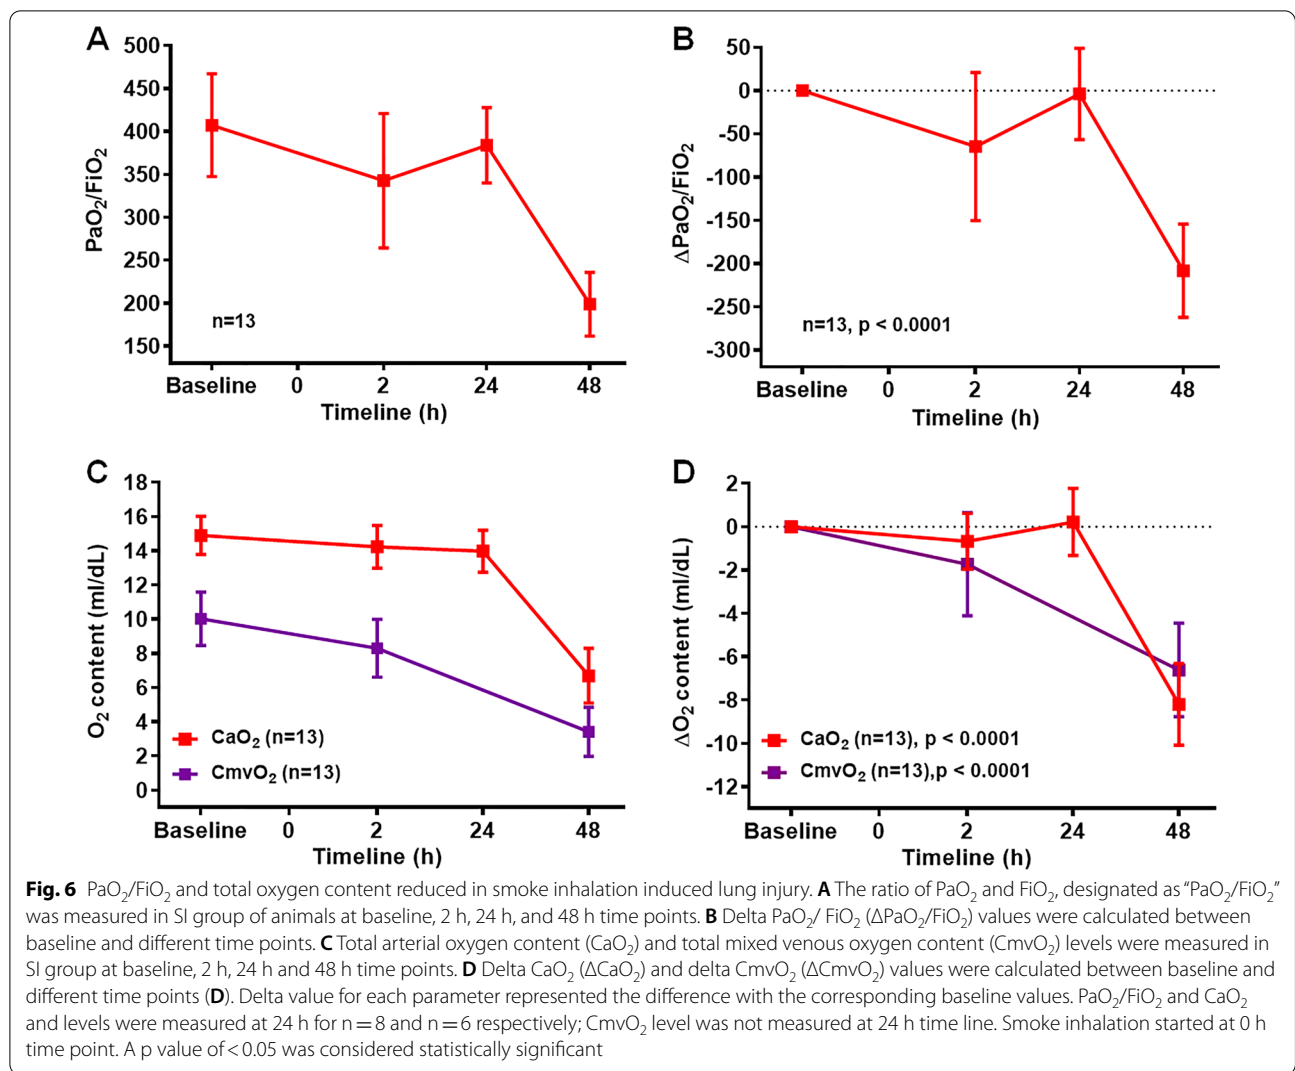 A
500
450
400
350
300
250
200
150
PaO2/FiO2
n=13
Baseline 0 2 24 48
Timeline (h)
B
50
0
-50
-100
-150
-200
-250
-300
ΔPaO2/FiO2
n=13, p < 0.0001
Baseline 0 2 24 48
Timeline (h)
C
18
16
14
12
10
8
6
4
2
0
O2 content (ml/dL)
CaO2 (n=13)
CmvO2 (n=13)
Baseline 0 2 24 48
Timeline (h)
D
2
0
-2
-4
-6
-8
-10
-12
ΔO2 content (ml/dL)
CaO2 (n=13), p < 0.0001
CmvO2 (n=13),p < 0.0001
Baseline 0 2 24 48
Timeline (h)
Fig. 6 PaO2/FiO2 and total oxygen content reduced in smoke inhalation induced lung injury. A The ratio of PaO2 and FiO2, designated as “PaO2/FiO2”
was measured in SI group of animals at baseline, 2 h, 24 h, and 48 h time points. B Delta PaO2/ FiO2 (ΔPaO2/FiO2) values were calculated between
baseline and different time points. C Total arterial oxygen content (CaO2) and total mixed venous oxygen content (CmvO2) levels were measured in
SI group at baseline, 2 h, 24 h and 48 h time points. D Delta CaO2 (ΔCaO2) and delta CmvO2 (ΔCmvO2) values were calculated between baseline and
different time points (D). Delta value for each parameter represented the difference with the corresponding baseline values. PaO2/FiO2 and CaO2
and levels were measured at 24 h for n = 8 and n = 6 respectively; CmvO2 level was not measured at 24 h time line. Smoke inhalation started at 0 h
time point. A p value of < 0.05 was considered statistically significant